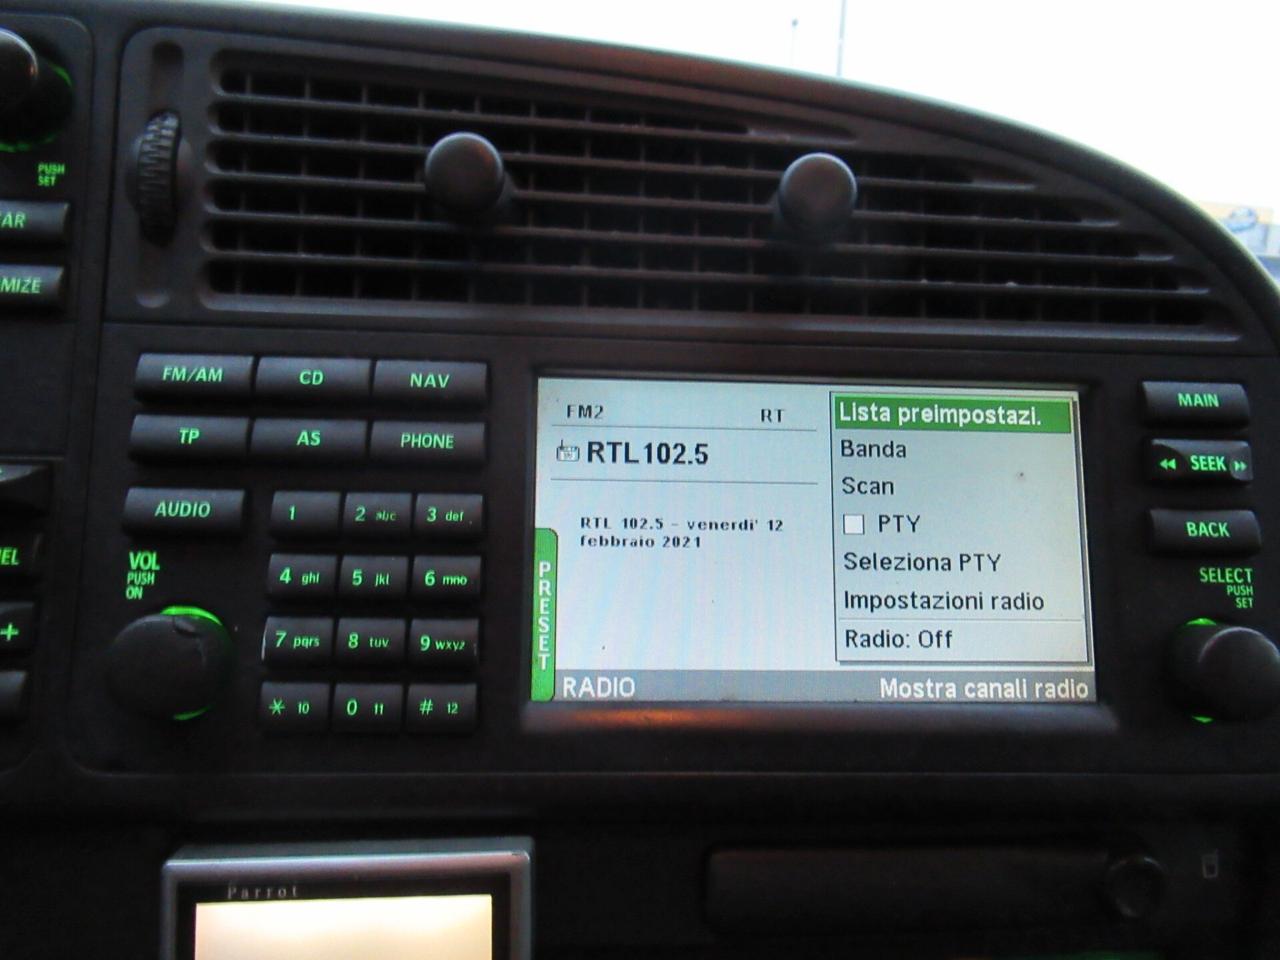 PUSH
SET
AR
MIZE
FM/AM
CD
NAV
TP
AS
PHONE
AUDIO
1
2 abc
3 def
EL
VOL
PUSH
ON
4 ghi
5 jkl
6 mno
+
7 pqrs
8 tuv
9 wxyz
* 10
0 11
# 12
FM2
RT
RTL102.5
RTL 102.5 - venerdi' 12
febbraio 2021
PRESET
Lista preimpostazi.
Banda
Scan
PTY
Seleziona PTY
Impostazioni radio
Radio: Off
RADIO
Mostra canali radio
MAIN
SEEK
BACK
SELECT
PUSH
SET
Parrot